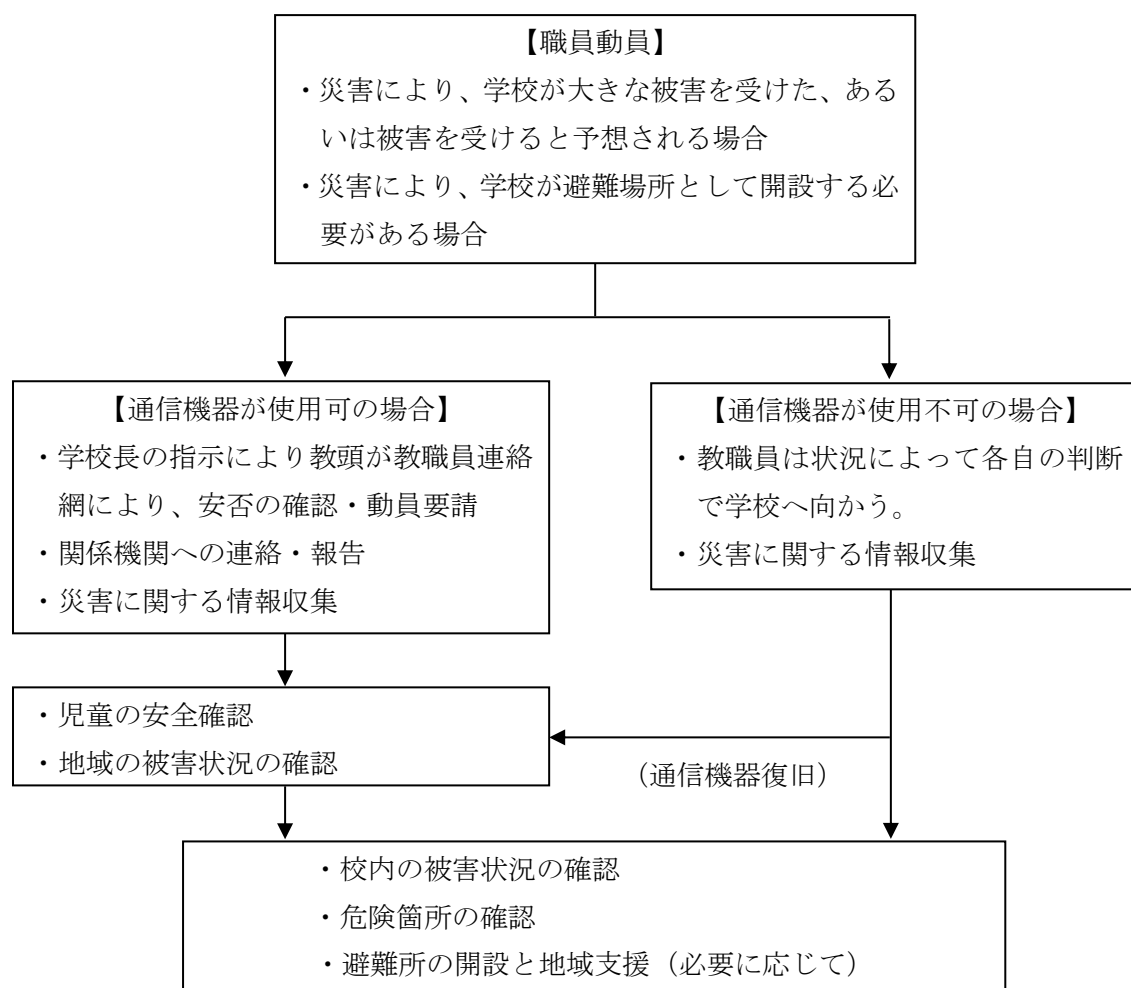 【職員動員】
・災害により、学校が大きな被害を受けた、ある
いは被害を受けると予想される場合
・災害により、学校が避難場所として開設する必
要がある場合
【通信機器が使用可の場合】
・学校長の指示により教頭が教職員連絡
網により、安否の確認・動員要請
・関係機関への連絡・報告
・災害に関する情報収集
【通信機器が使用不可の場合】
・教職員は状況によって各自の判断
で学校へ向かう。
・災害に関する情報収集
・児童の安全確認
・地域の被害状況の確認
（通信機器復旧）
・校内の被害状況の確認
・危険箇所の確認
・避難所の開設と地域支援（必要に応じて）